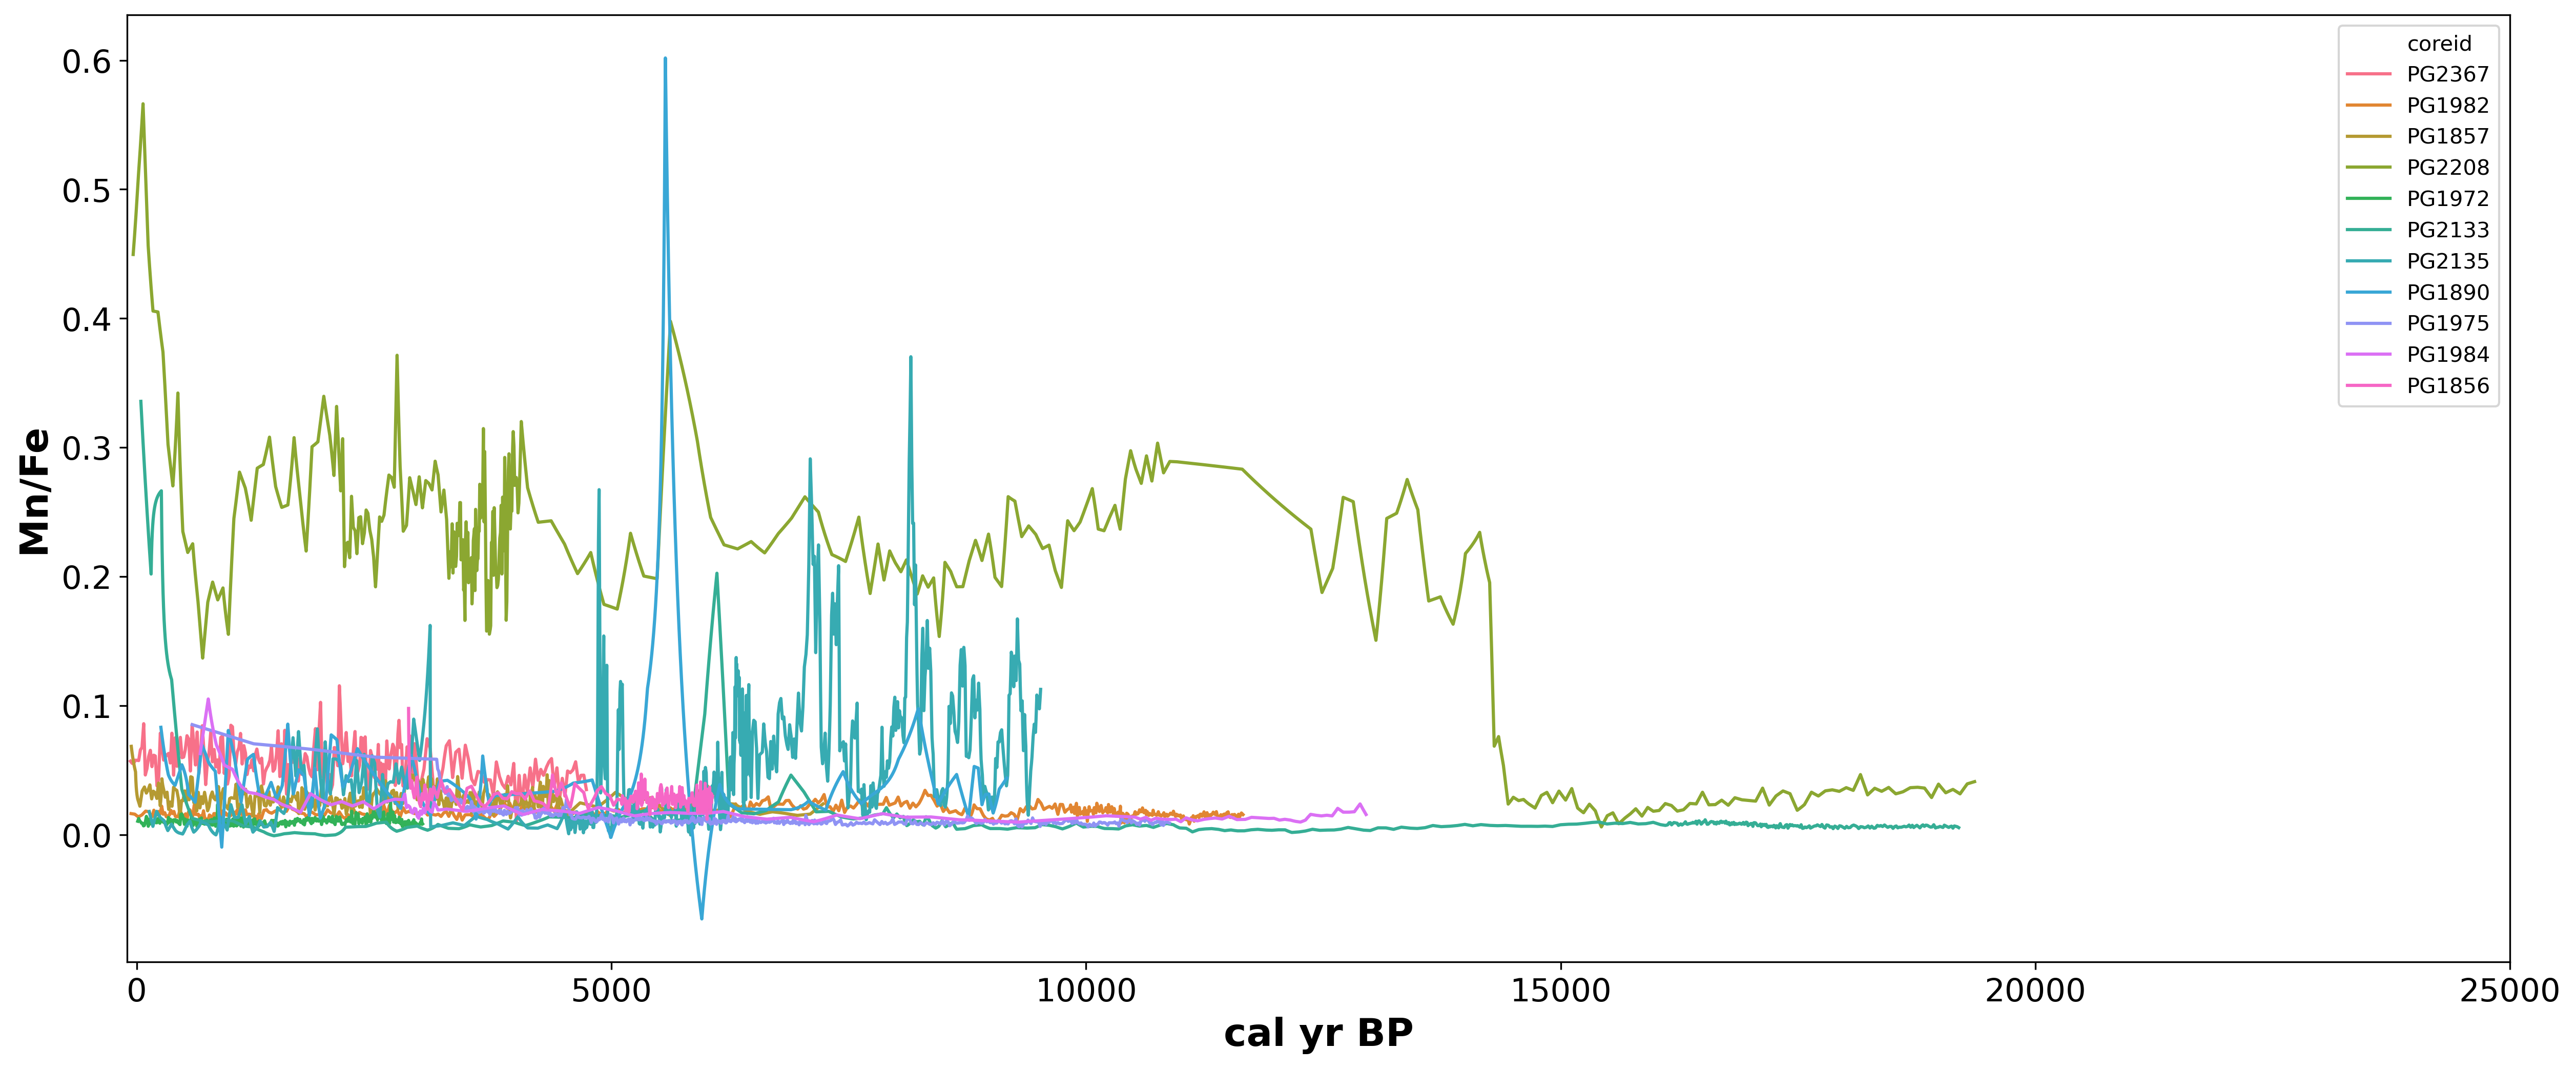 0.6
0.5
0.4
0.3
0.2
0.1
0.0
Mn/Fe
0 5000 10000 15000 20000 25000
cal yr BP
coreid
PG2367
PG1982
PG1857
PG2208
PG1972
PG2133
PG2135
PG1890
PG1975
PG1984
PG1856